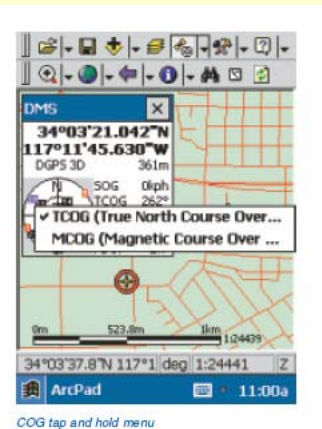 DMS
34°03'21.042"N
117°11'45.630"W
DGPS 3D 361m
N SOG 0kph
TCOG 262°
✓ TCOG (True North Course Over...
MCOG (Magnetic Course Over ...
0m 523.8m 1km 1:24439
34°03'37.8"N 117°1 deg 1:24441 Z
ArcPad 11:00a
COG tap and hold menu